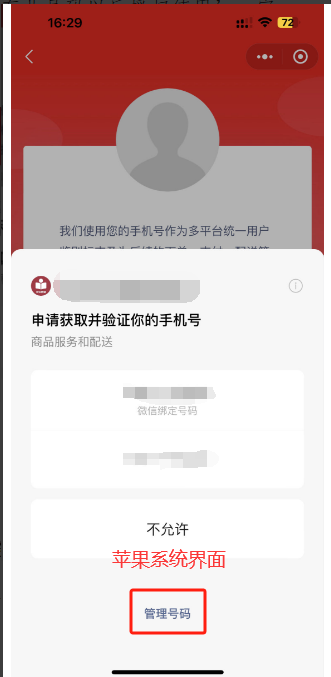 16:29
72
我们使用您的手机号作为多平台统一用户
申请获取并验证你的手机号
商品服务和配送
微信绑定号码
不允许
苹果系统界面
管理号码